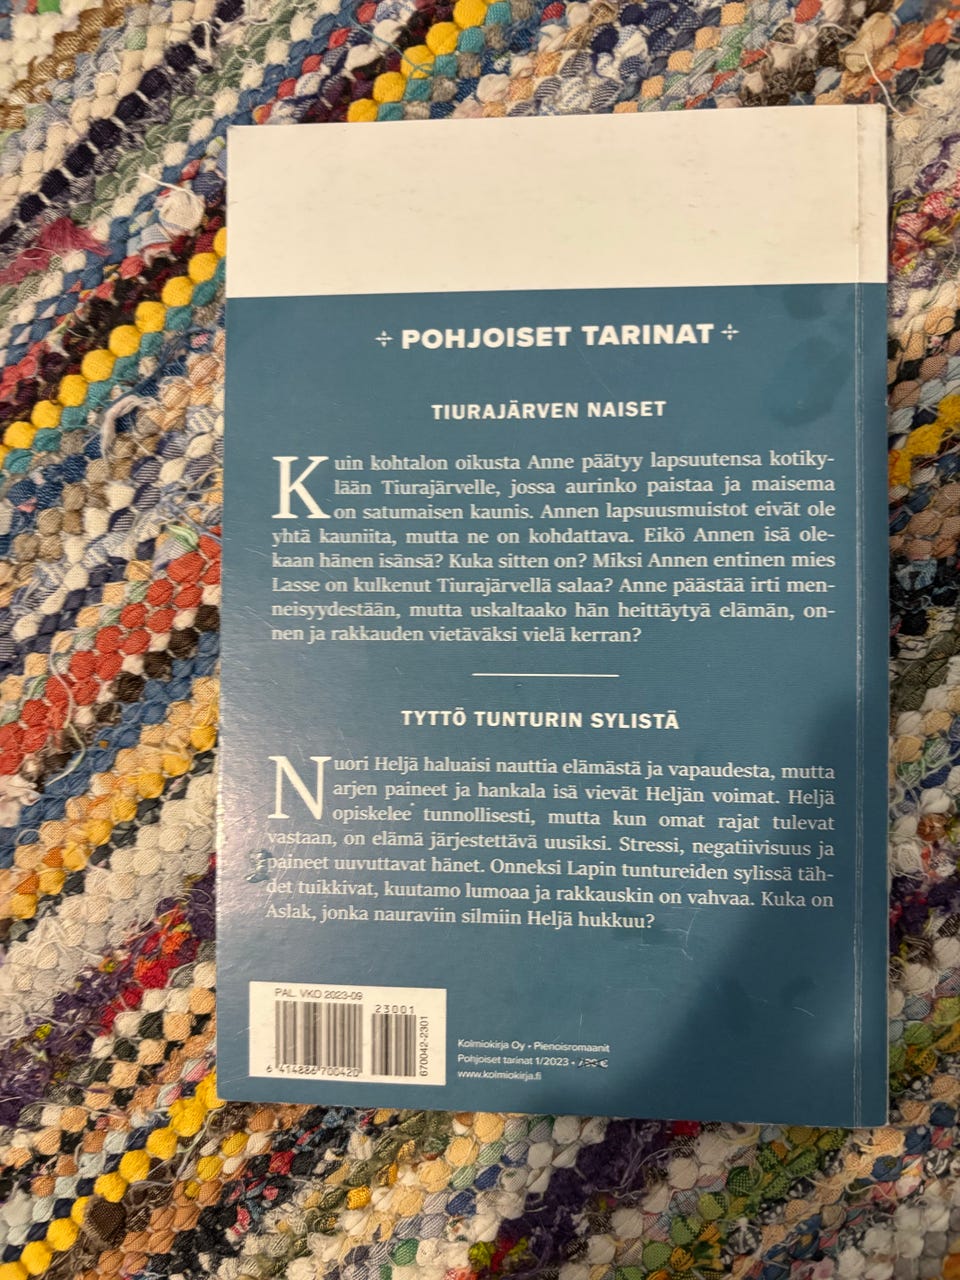 POHJOISET TARINAT
TIURAJÄRVEN NAISET
Kuin kohtalon oikusta Anne päätyy lapsuutensa kotiky-
lään Tiurajärvelle, jossa aurinko paistaa ja maisema
on satumaisen kaunis. Annen lapsuusmuistot eivät ole
yhtä kauniita, mutta ne on kohdattava. Eikö Annen isä ole-
kaan hänen isänsä? Kuka sitten on? Miksi Annen entinen mies
Lasse on kulkenut Tiurajärvellä salaa? Anne päästää irti men-
neisyydestään, mutta uskaltaako hän heittäytyä elämän, on-
nen ja rakkauden vietäväksi vielä kerran?
TYTTÖ TUNTURIN SYLISTÄ
Nuori Heljä haluaisi nauttia elämästä ja vapaudesta, mutta
arjen paineet ja hankala isä vievät Heljän voimat. Heljä
opiskelee tunnollisesti, mutta kun omat rajat tulevat
vastaan, on elämä järjestettävä uusiksi. Stressi, negatiivisuus ja
paineet uuvuttavat hänet. Onneksi Lapin tuntureiden sylissä täh-
det tuikkivat, kuutamo lumoaa ja rakkauskin on vahvaa. Kuka on
Aslak, jonka nauraviin silmiin Heljä hukkuu?
PAL. VKO 2023-09
23001
6 414886 700420
670042-2301
Kolmiokirja Oy • Pienoisromaanit
Pohjoiset tarinat 1/2023 •
www.kolmiokirja.fi